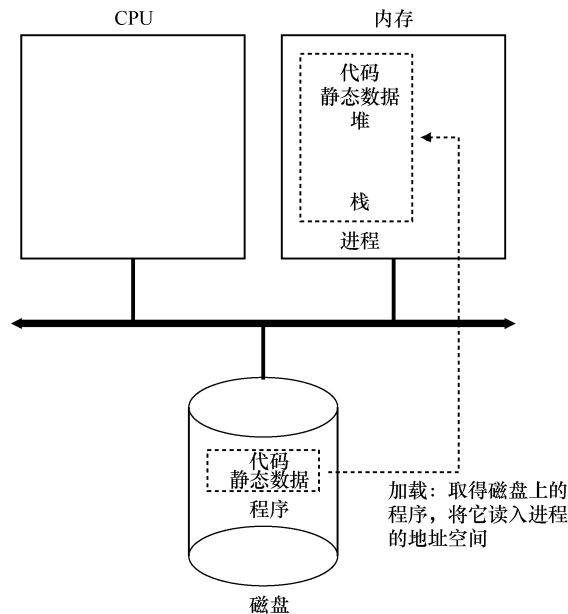 CPU
内存
代码
静态数据
堆
栈
进程
代码
静态数据
程序
加载：取得磁盘上的
程序，将它读入进程
的地址空间
磁盘